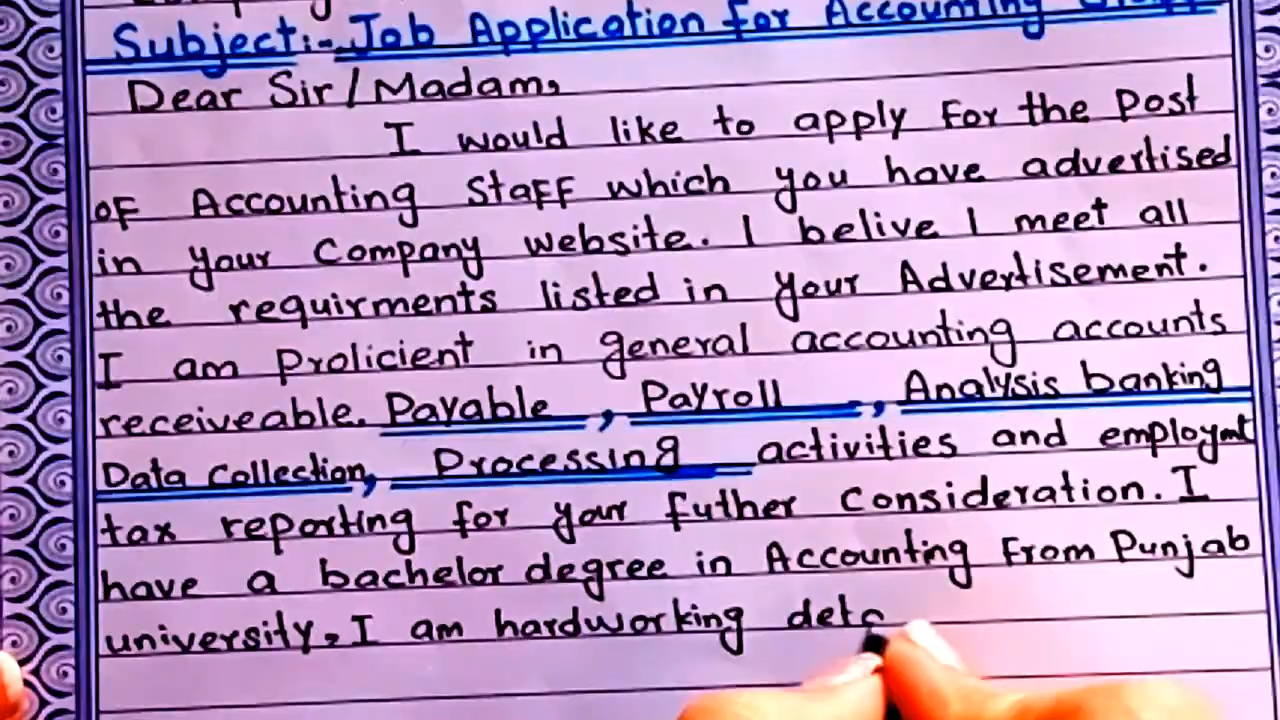 Subject:- Job Application for Accounting
Dear Sir/Madam,
I would like to apply For the Post
of Accounting Staff which you have advertised
in your Company website. I belive I meet all
the requirments listed in your Advertisement.
I am Prolicient in general accounting accounts
receiveable. Payable, Payroll, Analysis banking
Data Collection, Processing activities and employmt
tax reporting for your futher Consideration. I
have a bachelor degree in Accounting From Punjab
university, I am hardworking deta